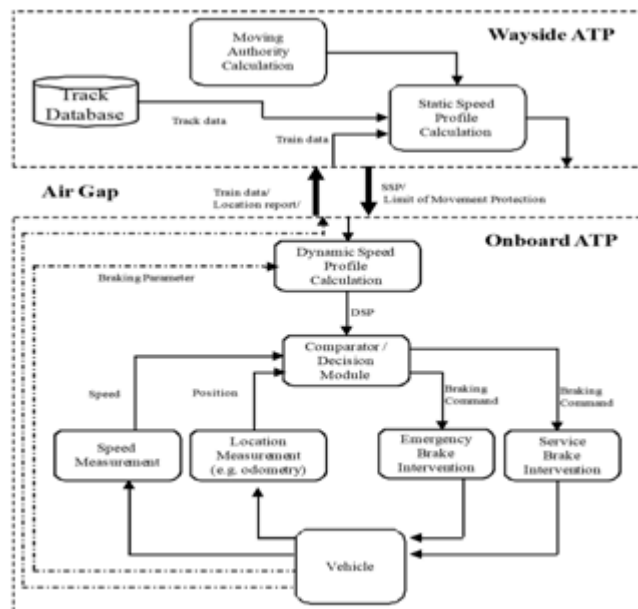 Wayside ATP
Moving
Authority
Calculation
Track
Database
Track data
Train data
Static Speed
Profile
Calculation
Air Gap
Train data/
Location report/
SSP/
Limit of Movement Protection
Onboard ATP
Dynamic Speed
Profile
Calculation
Braking Parameter
DSP
Comparator /
Decision
Module
Speed
Position
Braking
Command
Braking
Command
Speed
Measurement
Location
Measurement
(e.g. odometry)
Emergency
Brake
Intervention
Service
Brake
Intervention
Vehicle